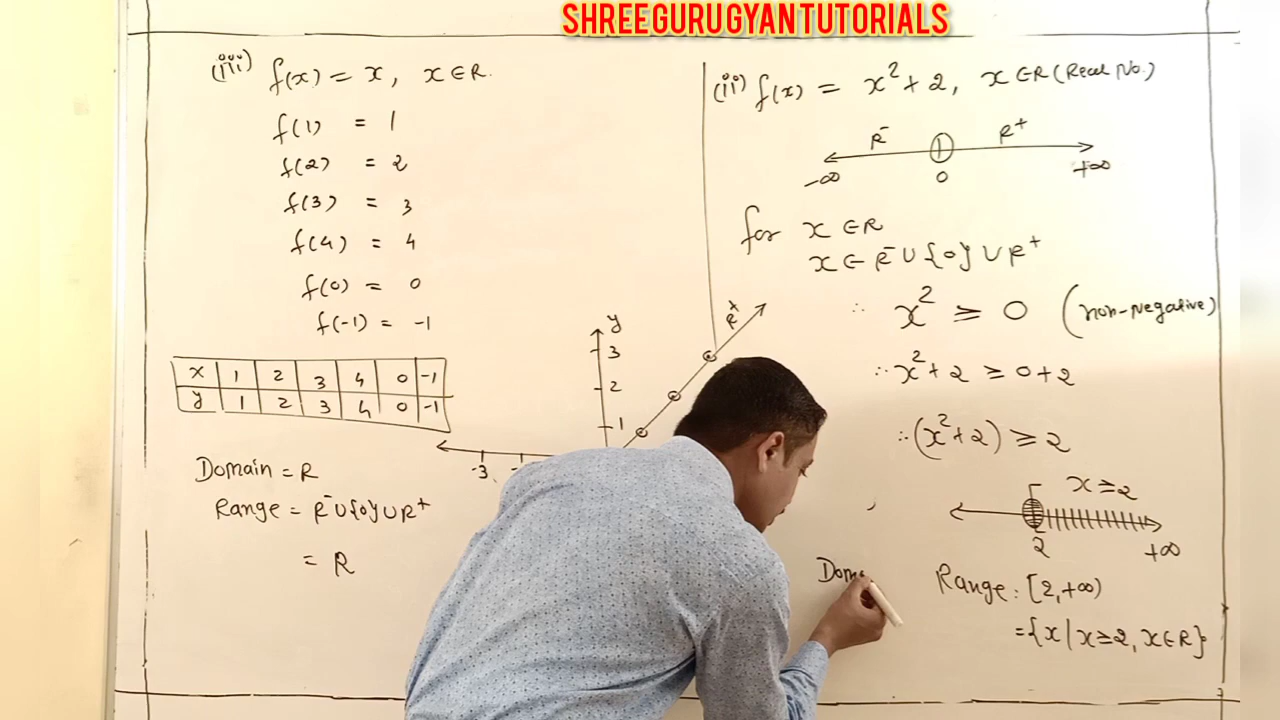 SHREE GURU GYAN TUTORIALS
(iii) f(x) = x, x∈R.
f(1) = 1
f(2) = 2
f(3) = 3
f(4) = 4
f(0) = 0
f(-1) = -1
x 1 2 3 4 0 -1
y 1 2 3 4 0 -1
Domain = R
Range = R⁻∪{0}∪R⁺
= R
y
R⁺
3
2
1
-3
(ii) f(x) = x²+2, x∈R (Real No.)
R⁻ R⁺
-∞ 0 +∞
for x∈R
x∈R⁻∪{0}∪R⁺
∴ x² ≥ 0 (non-negative)
∴ x²+2 ≥ 0+2
∴ (x²+2) ≥ 2
x≥2
2 +∞
Doma
Range: [2,+∞)
={x|x≥2, x∈R}